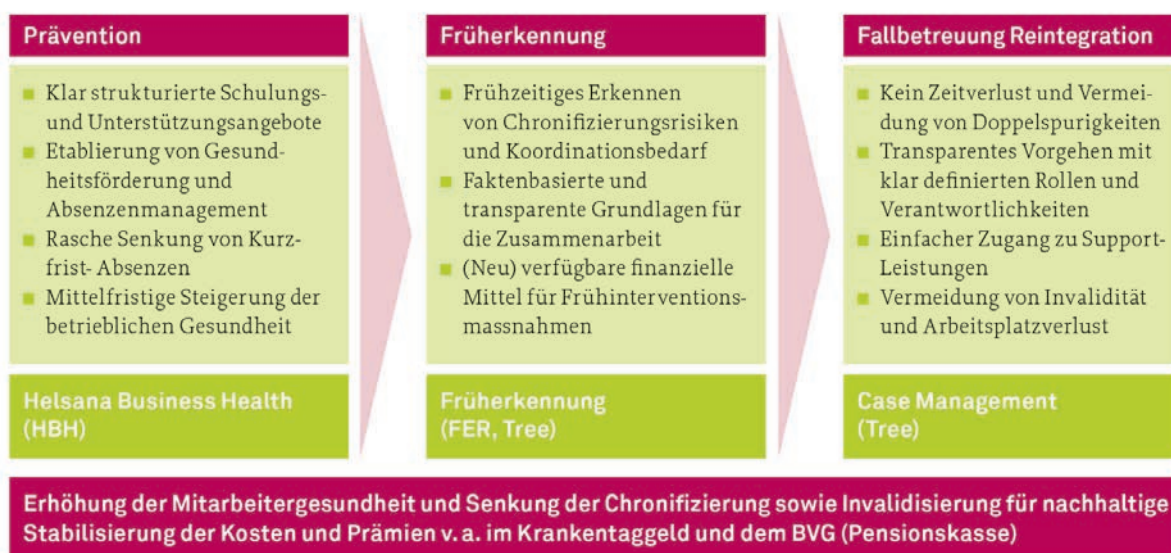 Prävention
Klar strukturierte Schulungs-
und Unterstützungsangebote
Etablierung von Gesund-
heitsförderung und
Absenzenmanagement
Rasche Senkung von Kurz-
frist- Absenzen
Mittelfristige Steigerung der
betrieblichen Gesundheit
Helsana Business Health
(HBH)
Früherkennung
Frühzeitiges Erkennen
von Chronifizierungsrisiken
und Koordinationsbedarf
Faktenbasierte und
transparente Grundlagen für
die Zusammenarbeit
(Neu) verfügbare finanzielle
Mittel für Frühinterventions-
massnahmen
Früherkennung
(FER, Tree)
Fallbetreuung Reintegration
Kein Zeitverlust und Vermei-
dung von Doppelspurigkeiten
Transparentes Vorgehen mit
klar definierten Rollen und
Verantwortlichkeiten
Einfacher Zugang zu Support-
Leistungen
Vermeidung von Invalidität
und Arbeitsplatzverlust
Case Management
(Tree)
Erhöhung der Mitarbeitergesundheit und Senkung der Chronifizierung sowie Invalidisierung für nachhaltige
Stabilisierung der Kosten und Prämien v. a. im Krankentaggeld und dem BVG (Pensionskasse)